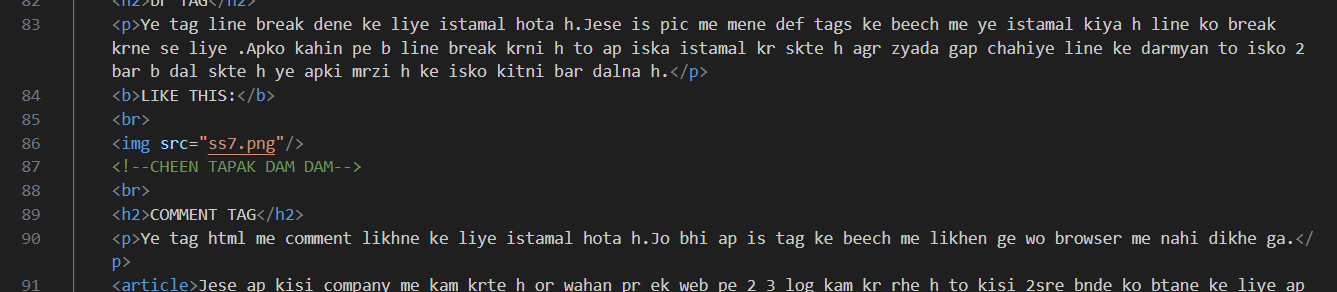 82 <h2>BR TAG</h2>
83 <p>Ye tag line break dene ke liye istamal hota h.Jese is pic me mene def tags ke beech me ye istamal kiya h line ko break
krne se liye .Apko kahin pe b line break krni h to ap iska istamal kr skte h agr zyada gap chahiye line ke darmyan to isko 2
bar b dal skte h ye apki mrzi h ke isko kitni bar dalna h.</p>
84 <b>LIKE THIS:</b>
85 <br>
86 <img src="ss7.png"/>
87 <!--CHEEN TAPAK DAM DAM-->
88 <br>
89 <h2>COMMENT TAG</h2>
90 <p>Ye tag html me comment likhne ke liye istamal hota h.Jo bhi ap is tag ke beech me likhen ge wo browser me nahi dikhe ga.</
p>
91 <article>Jese ap kisi company me kam krte h or wahan pr ek web pe 2 3 log kam kr rhe h to kisi 2sre bnde ko btane ke liye ap